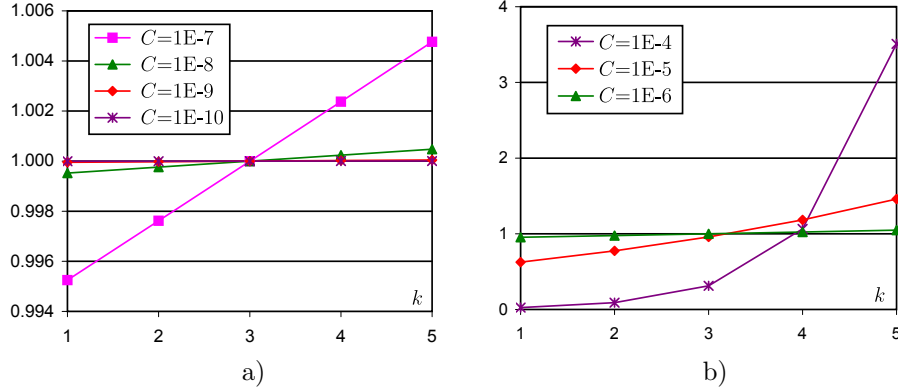 1.006
1.004
1.002
1.000
0.998
0.996
0.994
C=1E-7
C=1E-8
C=1E-9
C=1E-10
k
1 2 3 4 5
a)
4
3
2
1
0
C=1E-4
C=1E-5
C=1E-6
k
1 2 3 4 5
b)